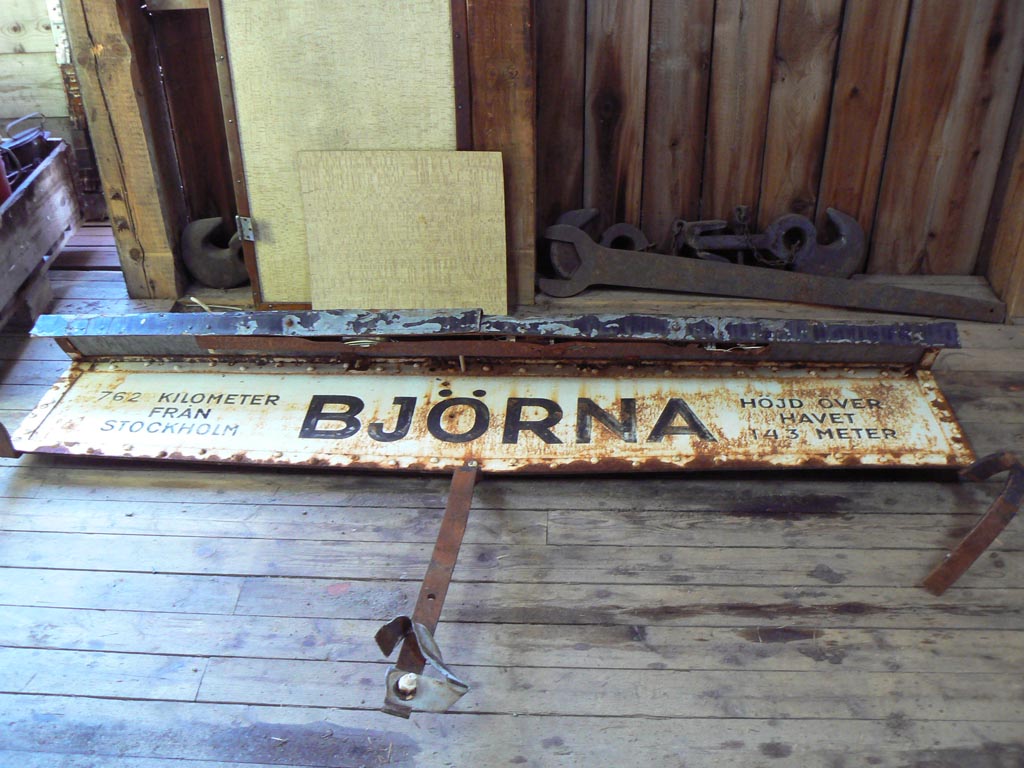 762 KILOMETER
FRÅN
STOCKHOLM
BJÖRNA
HÖJD ÖVER
HAVET
143 METER